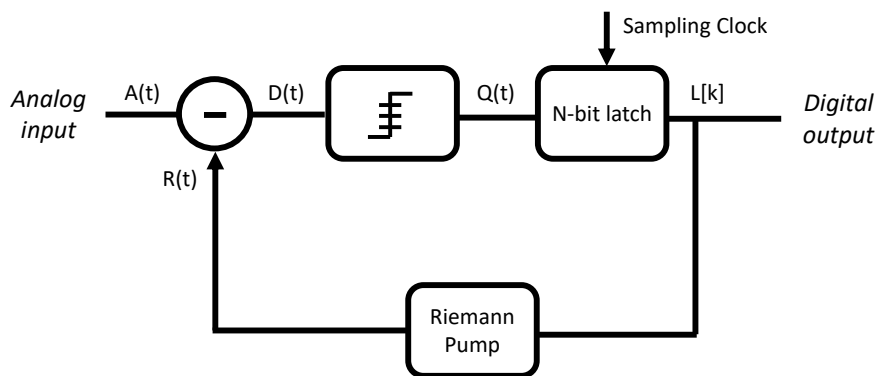 Sampling Clock
Analog
input
A(t)
-
D(t)
Q(t)
N-bit latch
L[k]
Digital
output
R(t)
Riemann
Pump